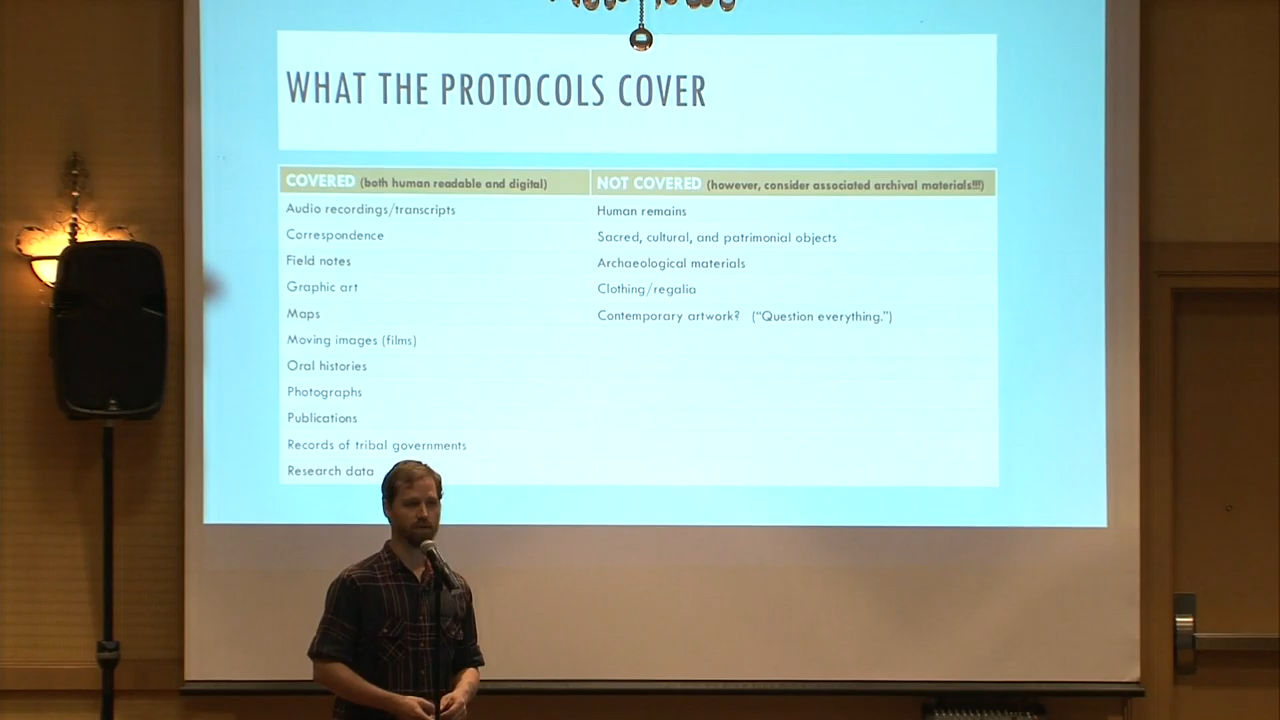 WHAT THE PROTOCOLS COVER
COVERED (both human readable and digital)
Audio recordings/transcripts
Correspondence
Field notes
Graphic art
Maps
Moving images (films)
Oral histories
Photographs
Publications
Records of tribal governments
Research data
NOT COVERED (however, consider associated archival materials!!!)
Human remains
Sacred, cultural, and patrimonial objects
Archaeological materials
Clothing/regalia
Contemporary artwork? ("Question everything.")